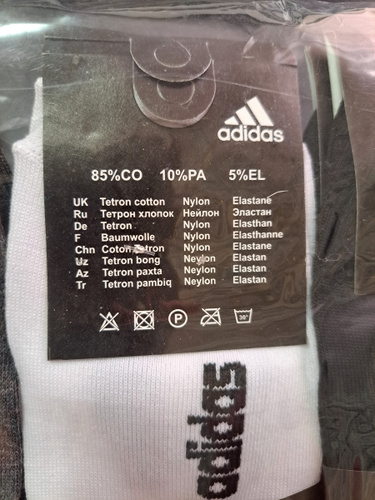 adidas
85%CO 10%PA 5%EL
UK Tetron cotton Nylon Elastane
Ru Тетрон хлопок Нейлон Эластан
De Tetron Nylon Elasthan
F Baumwolle Nylon Elasthanne
Chn Coton Tetron Nylon Elastane
Uz Tetron bong Neylon Elastan
Az Tetron paxta Neylon Elastan
Tr Tetron pambiq Neylon Elastan
P 30°
adidas